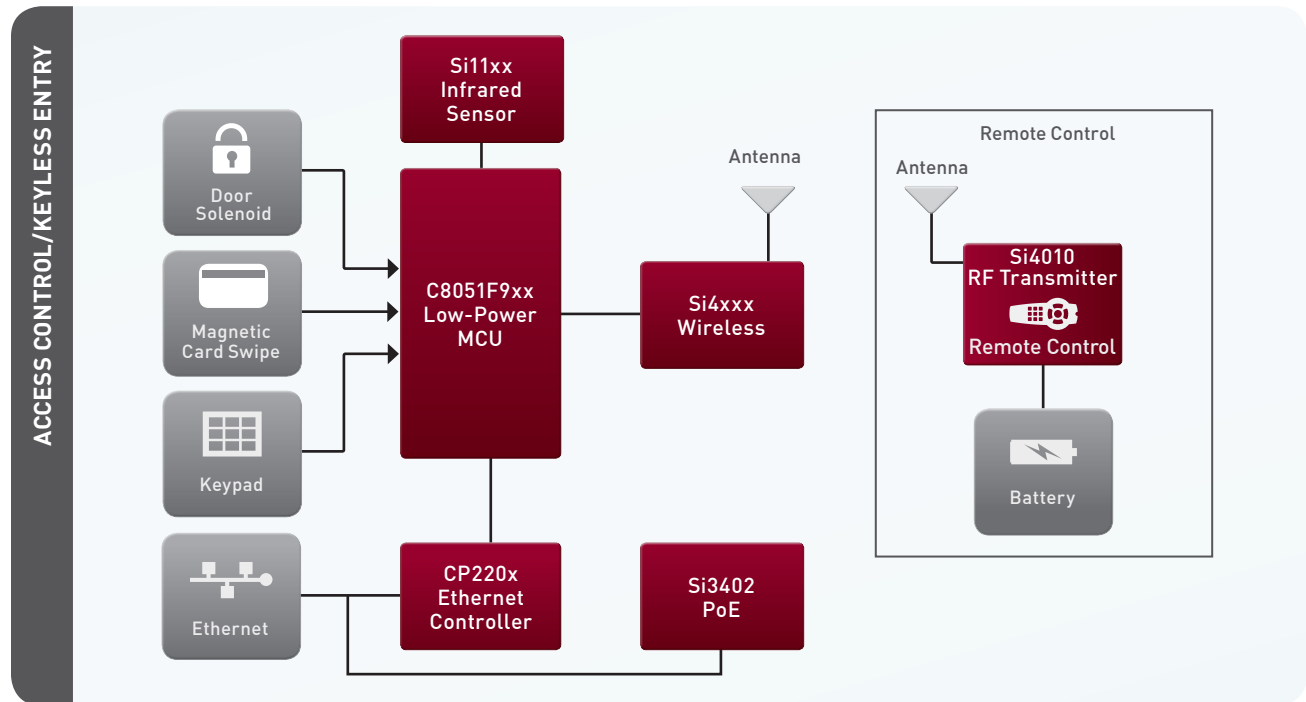 ACCESS CONTROL/KEYLESS ENTRY
Si11xx
Infrared
Sensor
Door
Solenoid
Magnetic
Card Swipe
Keypad
Ethernet
C8051F9xx
Low-Power
MCU
CP220x
Ethernet
Controller
Antenna
Si4xxx
Wireless
Si3402
PoE
Remote Control
Antenna
Si4010
RF Transmitter
Remote Control
Battery